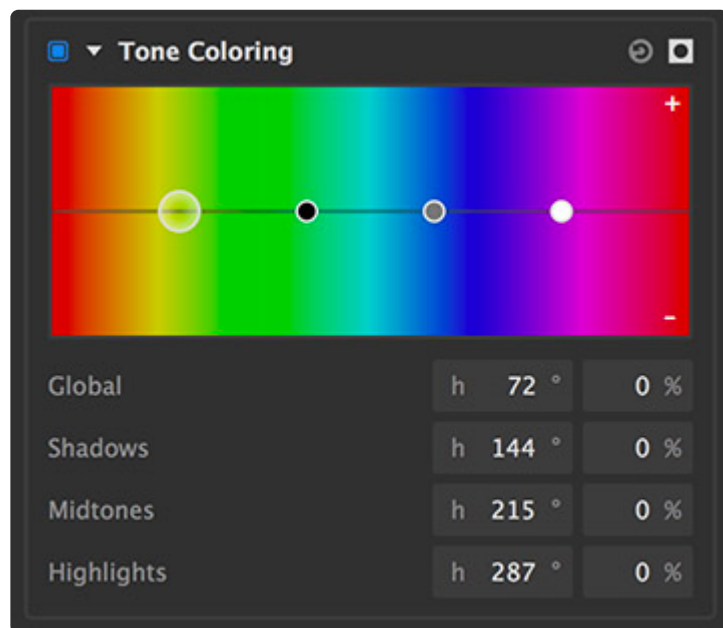 Tone Coloring
+
-
Global h 72 ° 0 %
Shadows h 144 ° 0 %
Midtones h 215 ° 0 %
Highlights h 287 ° 0 %